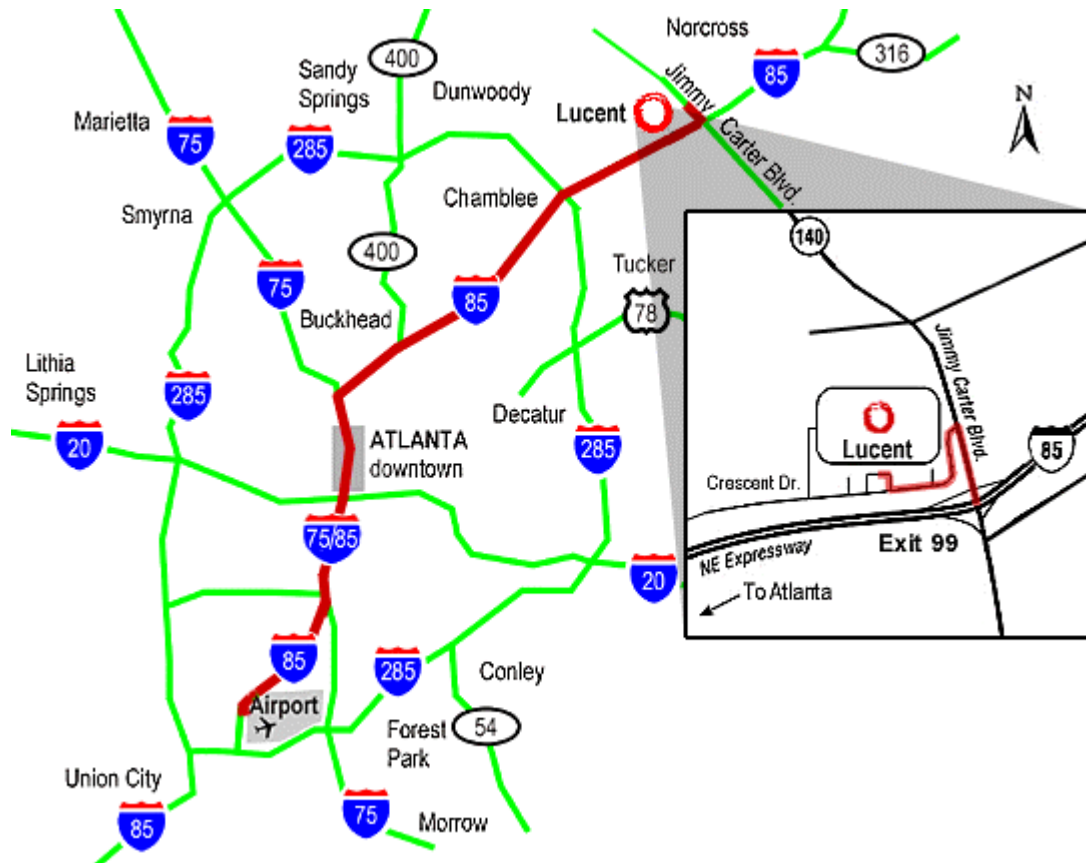 Norcross
400
Sandy
Springs
Dunwoody
85
316
Jimmy
Carter Blvd.
Lucent
N
Marietta
75
285
Chamblee
Smyrna
140
400
Tucker
75
85
78
Buckhead
Jimmy Carter Blvd.
Lithia
Springs
285
Decatur
20
ATLANTA
downtown
285
Lucent
85
Crescent Dr.
75/85
Exit 99
NE Expressway
20
To Atlanta
85
285
Conley
Airport
54
Forest
Park
Union City
85
75
Morrow